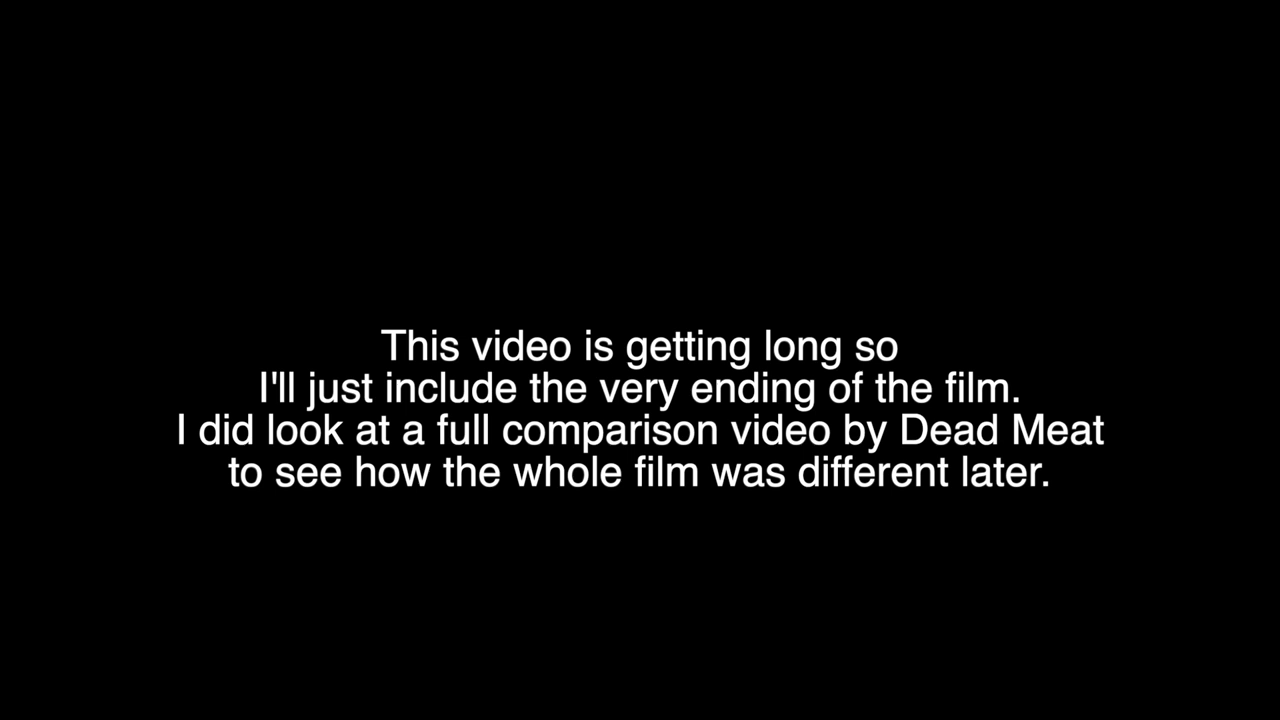 This video is getting long so
I'll just include the very ending of the film.
I did look at a full comparison video by Dead Meat
to see how the whole film was different later.